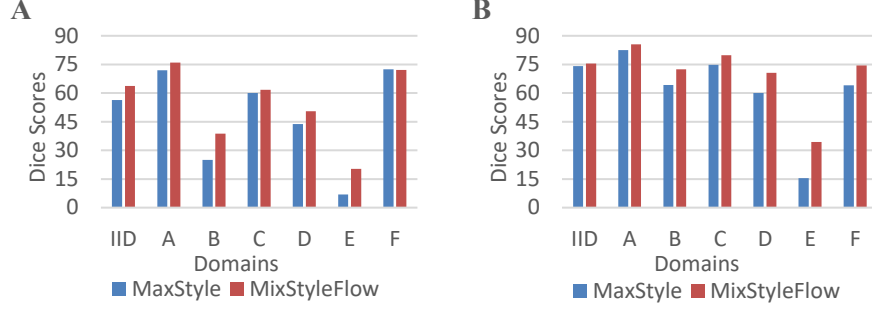 A
Dice Scores
90
75
60
45
30
15
0
IID A B C D E F
Domains
MaxStyle MixStyleFlow
B
Dice Scores
90
75
60
45
30
15
0
IID A B C D E F
Domains
MaxStyle MixStyleFlow